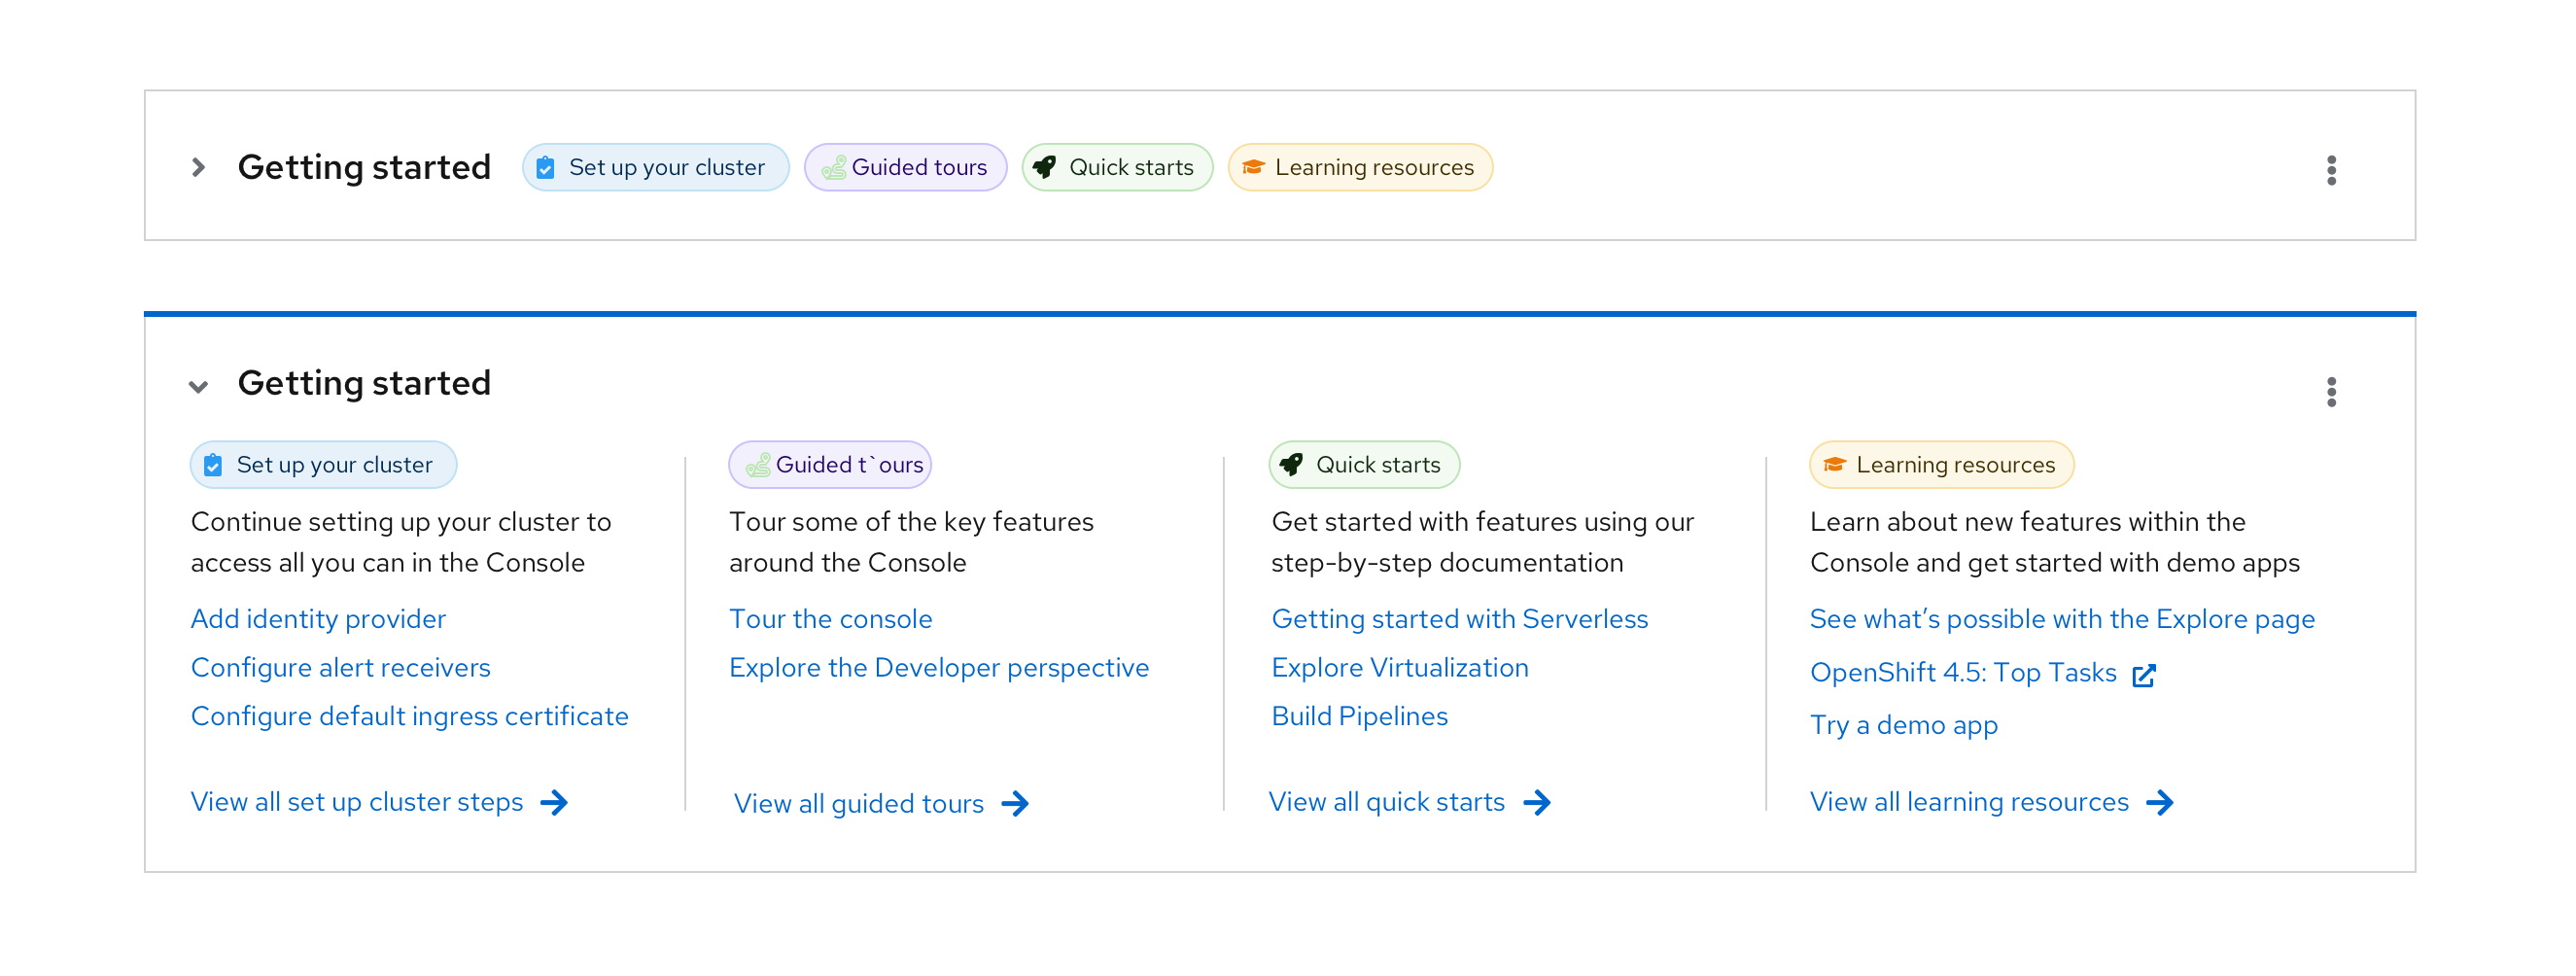 Getting started Set up your cluster Guided tours Quick starts Learning resources
Getting started
Set up your cluster
Continue setting up your cluster to
access all you can in the Console
Add identity provider
Configure alert receivers
Configure default ingress certificate
View all set up cluster steps
Guided t`ours
Tour some of the key features
around the Console
Tour the console
Explore the Developer perspective
View all guided tours
Quick starts
Get started with features using our
step-by-step documentation
Getting started with Serverless
Explore Virtualization
Build Pipelines
View all quick starts
Learning resources
Learn about new features within the
Console and get started with demo apps
See what’s possible with the Explore page
OpenShift 4.5: Top Tasks
Try a demo app
View all learning resources